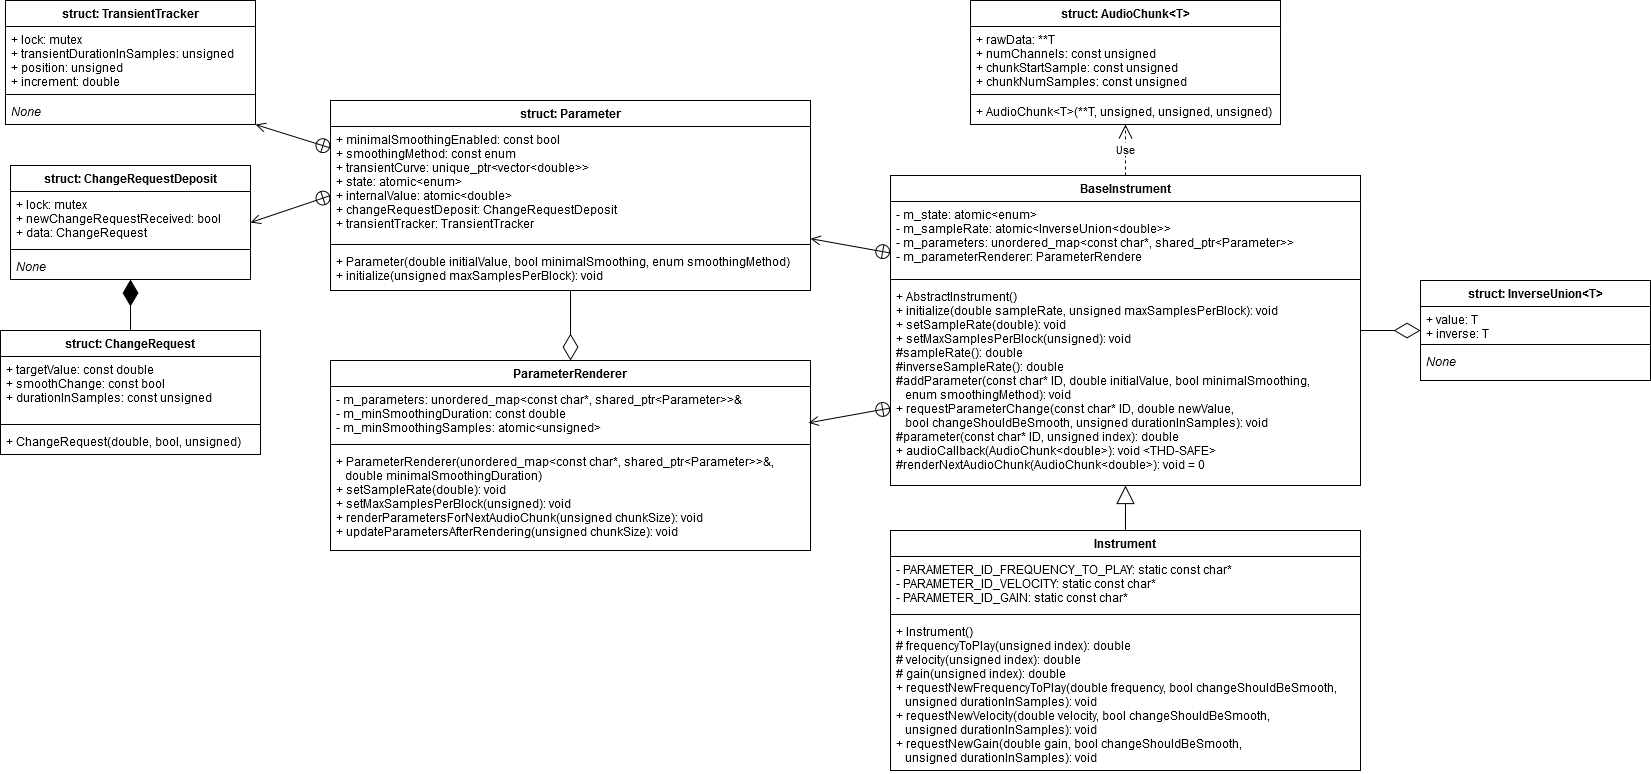 struct: TransientTracker
+ lock: mutex
+ transientDurationInSamples: unsigned
+ position: unsigned
+ increment: double
None
struct: ChangeRequestDeposit
+ lock: mutex
+ newChangeRequestReceived: bool
+ data: ChangeRequest
None
struct: ChangeRequest
+ targetValue: const double
+ smoothChange: const bool
+ durationInSamples: const unsigned
+ ChangeRequest(double, bool, unsigned)
struct: Parameter
+ minimalSmoothingEnabled: const bool
+ smoothingMethod: const enum
+ transientCurve: unique_ptr<vector<double>>
+ state: atomic<enum>
+ internalValue: atomic<double>
+ changeRequestDeposit: ChangeRequestDeposit
+ transientTracker: TransientTracker
+ Parameter(double initialValue, bool minimalSmoothing, enum smoothingMethod)
+ initialize(unsigned maxSamplesPerBlock): void
ParameterRenderer
- m_parameters: unordered_map<const char*, shared_ptr<Parameter>>&
- m_minSmoothingDuration: const double
- m_minSmoothingSamples: atomic<unsigned>
+ ParameterRenderer(unordered_map<const char*, shared_ptr<Parameter>>&,
double minimalSmoothingDuration)
+ setSampleRate(double): void
+ setMaxSamplesPerBlock(unsigned): void
+ renderParametersForNextAudioChunk(unsigned chunkSize): void
+ updateParametersAfterRendering(unsigned chunkSize): void
struct: AudioChunk<T>
+ rawData: **T
+ numChannels: const unsigned
+ chunkStartSample: const unsigned
+ chunkNumSamples: const unsigned
+ AudioChunk<T>(**T, unsigned, unsigned, unsigned)
Use
BaseInstrument
- m_state: atomic<enum>
- m_sampleRate: atomic<InverseUnion<double>>
- m_parameters: unordered_map<const char*, shared_ptr<Parameter>>
- m_parameterRenderer: ParameterRendere
+ AbstractInstrument()
+ initialize(double sampleRate, unsigned maxSamplesPerBlock): void
+ setSampleRate(double): void
+ setMaxSamplesPerBlock(unsigned): void
#sampleRate(): double
#inverseSampleRate(): double
#addParameter(const char* ID, double initialValue, bool minimalSmoothing,
enum smoothingMethod): void
+ requestParameterChange(const char* ID, double newValue,
bool changeShouldBeSmooth, unsigned durationInSamples): void
#parameter(const char* ID, unsigned index): double
+ audioCallback(AudioChunk<double>): void <THD-SAFE>
#renderNextAudioChunk(AudioChunk<double>): void = 0
struct: InverseUnion<T>
+ value: T
+ inverse: T
None
Instrument
- PARAMETER_ID_FREQUENCY_TO_PLAY: static const char*
- PARAMETER_ID_VELOCITY: static const char*
- PARAMETER_ID_GAIN: static const char*
+ Instrument()
# frequencyToPlay(unsigned index): double
# velocity(unsigned index): double
# gain(unsigned index): double
+ requestNewFrequencyToPlay(double frequency, bool changeShouldBeSmooth,
unsigned durationInSamples): void
+ requestNewVelocity(double velocity, bool changeShouldBeSmooth,
unsigned durationInSamples): void
+ requestNewGain(double gain, bool changeShouldBeSmooth,
unsigned durationInSamples): void